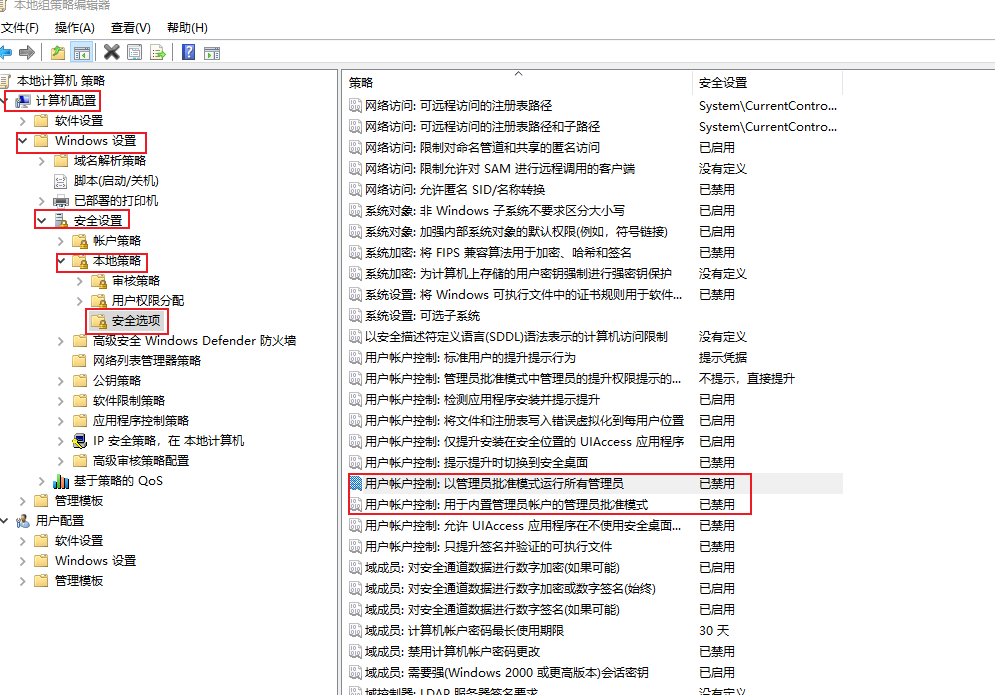 本地组策略编辑器
文件(F) 操作(A) 查看(V) 帮助(H)
本地计算机 策略
计算机配置
软件设置
Windows 设置
域名解析策略
脚本(启动/关机)
已部署的打印机
安全设置
帐户策略
本地策略
审核策略
用户权限分配
安全选项
高级安全 Windows Defender 防火墙
网络列表管理器策略
公钥策略
软件限制策略
应用程序控制策略
IP 安全策略，在 本地计算机
高级审核策略配置
基于策略的 QoS
管理模板
用户配置
软件设置
Windows 设置
管理模板
策略 安全设置
网络访问: 可远程访问的注册表路径 System\CurrentContro...
网络访问: 可远程访问的注册表路径和子路径 System\CurrentContro...
网络访问: 限制对命名管道和共享的匿名访问 已启用
网络访问: 限制允许对 SAM 进行远程调用的客户端 没有定义
网络访问: 允许匿名 SID/名称转换 已禁用
系统对象: 非 Windows 子系统不要求区分大小写 已启用
系统对象: 加强内部系统对象的默认权限(例如，符号链接) 已启用
系统加密: 将 FIPS 兼容算法用于加密、哈希和签名 已禁用
系统加密: 为计算机上存储的用户密钥强制进行强密钥保护 没有定义
系统设置: 将 Windows 可执行文件中的证书规则用于软件... 已禁用
系统设置: 可选子系统
以安全描述符定义语言(SDDL)语法表示的计算机访问限制 没有定义
用户帐户控制: 标准用户的提升提示行为 提示凭据
用户帐户控制: 管理员批准模式中管理员的提升权限提示的... 不提示，直接提升
用户帐户控制: 检测应用程序安装并提示提升 已启用
用户帐户控制: 将文件和注册表写入错误虚拟化到每用户位置 已启用
用户帐户控制: 仅提升安装在安全位置的 UIAccess 应用程序 已启用
用户帐户控制: 提示提升时切换到安全桌面 已禁用
用户帐户控制: 以管理员批准模式运行所有管理员 已禁用
用户帐户控制: 用于内置管理员帐户的管理员批准模式 已禁用
用户帐户控制: 允许 UIAccess 应用程序在不使用安全桌面... 已禁用
用户帐户控制: 只提升签名并验证的可执行文件 已禁用
域成员: 对安全通道数据进行数字加密(如果可能) 已启用
域成员: 对安全通道数据进行数字加密或数字签名(始终) 已启用
域成员: 对安全通道数据进行数字签名(如果可能) 已启用
域成员: 计算机帐户密码最长使用期限 30 天
域成员: 禁用计算机帐户密码更改 已禁用
域成员: 需要强(Windows 2000 或更高版本)会话密钥 已启用
域控制器: LDAP 服务器签名要求 没有定义